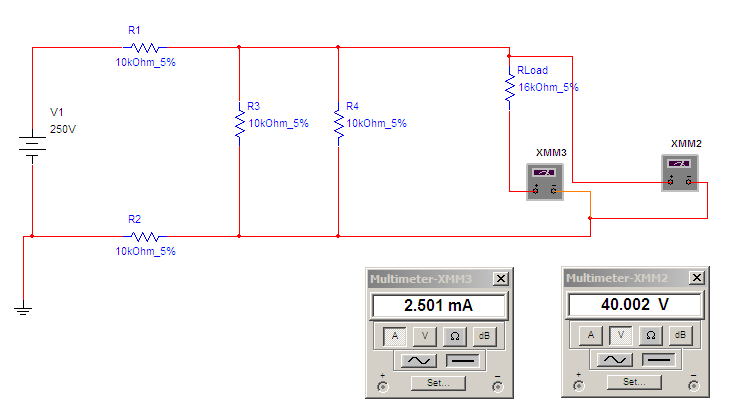 R1
10kOhm_5%
RLoad
16kOhm_5%
V1
250V
R3
10kOhm_5%
R4
10kOhm_5%
XMM3
XMM2
R2
10kOhm_5%
Multimeter-XMM3
2.501 mA
A V Ω dB
+ Set... −
Multimeter-XMM2
40.002 V
A V Ω dB
+ Set... −